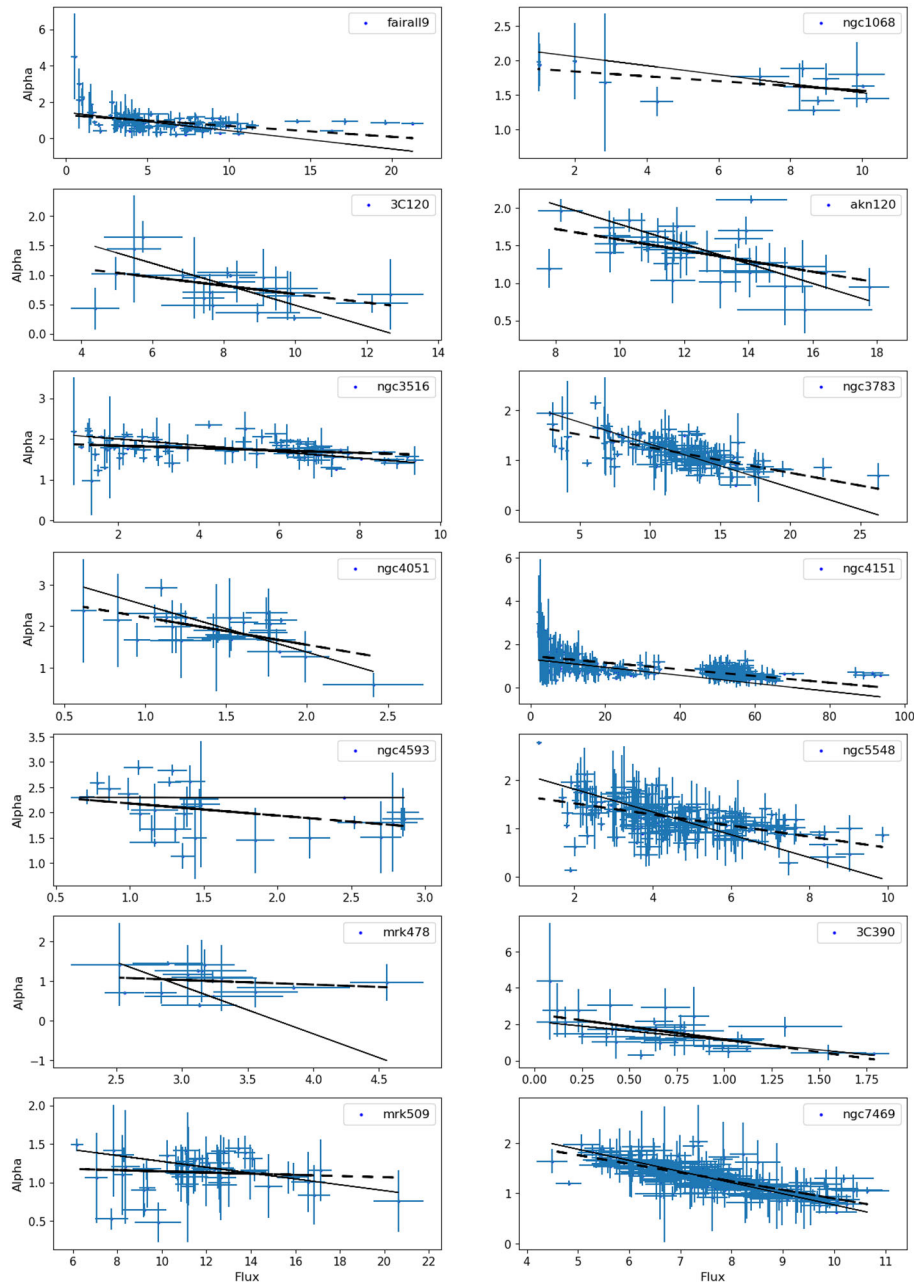 fairall9
Alpha
6
4
2
0
0 5 10 15 20
ngc1068
2.5
2.0
1.5
1.0
2 4 6 8 10
3C120
Alpha
2.0
1.5
1.0
0.5
0.0
4 6 8 10 12 14
akn120
2.0
1.5
1.0
0.5
8 10 12 14 16 18
ngc3516
Alpha
3
2
1
0
2 4 6 8 10
ngc3783
2
1
0
5 10 15 20 25
ngc4051
Alpha
3
2
1
0.5 1.0 1.5 2.0 2.5
ngc4151
6
4
2
0
0 20 40 60 80 100
ngc4593
Alpha
3.5
3.0
2.5
2.0
1.5
1.0
0.5 1.0 1.5 2.0 2.5 3.0
ngc5548
2
1
0
2 4 6 8 10
mrk478
Alpha
2
1
0
−1
2.5 3.0 3.5 4.0 4.5
3C390
6
4
2
0
0.00 0.25 0.50 0.75 1.00 1.25 1.50 1.75
mrk509
Alpha
2.0
1.5
1.0
0.5
6 8 10 12 14 16 18 20 22
Flux
ngc7469
2
1
0
4 5 6 7 8 9 10 11
Flux